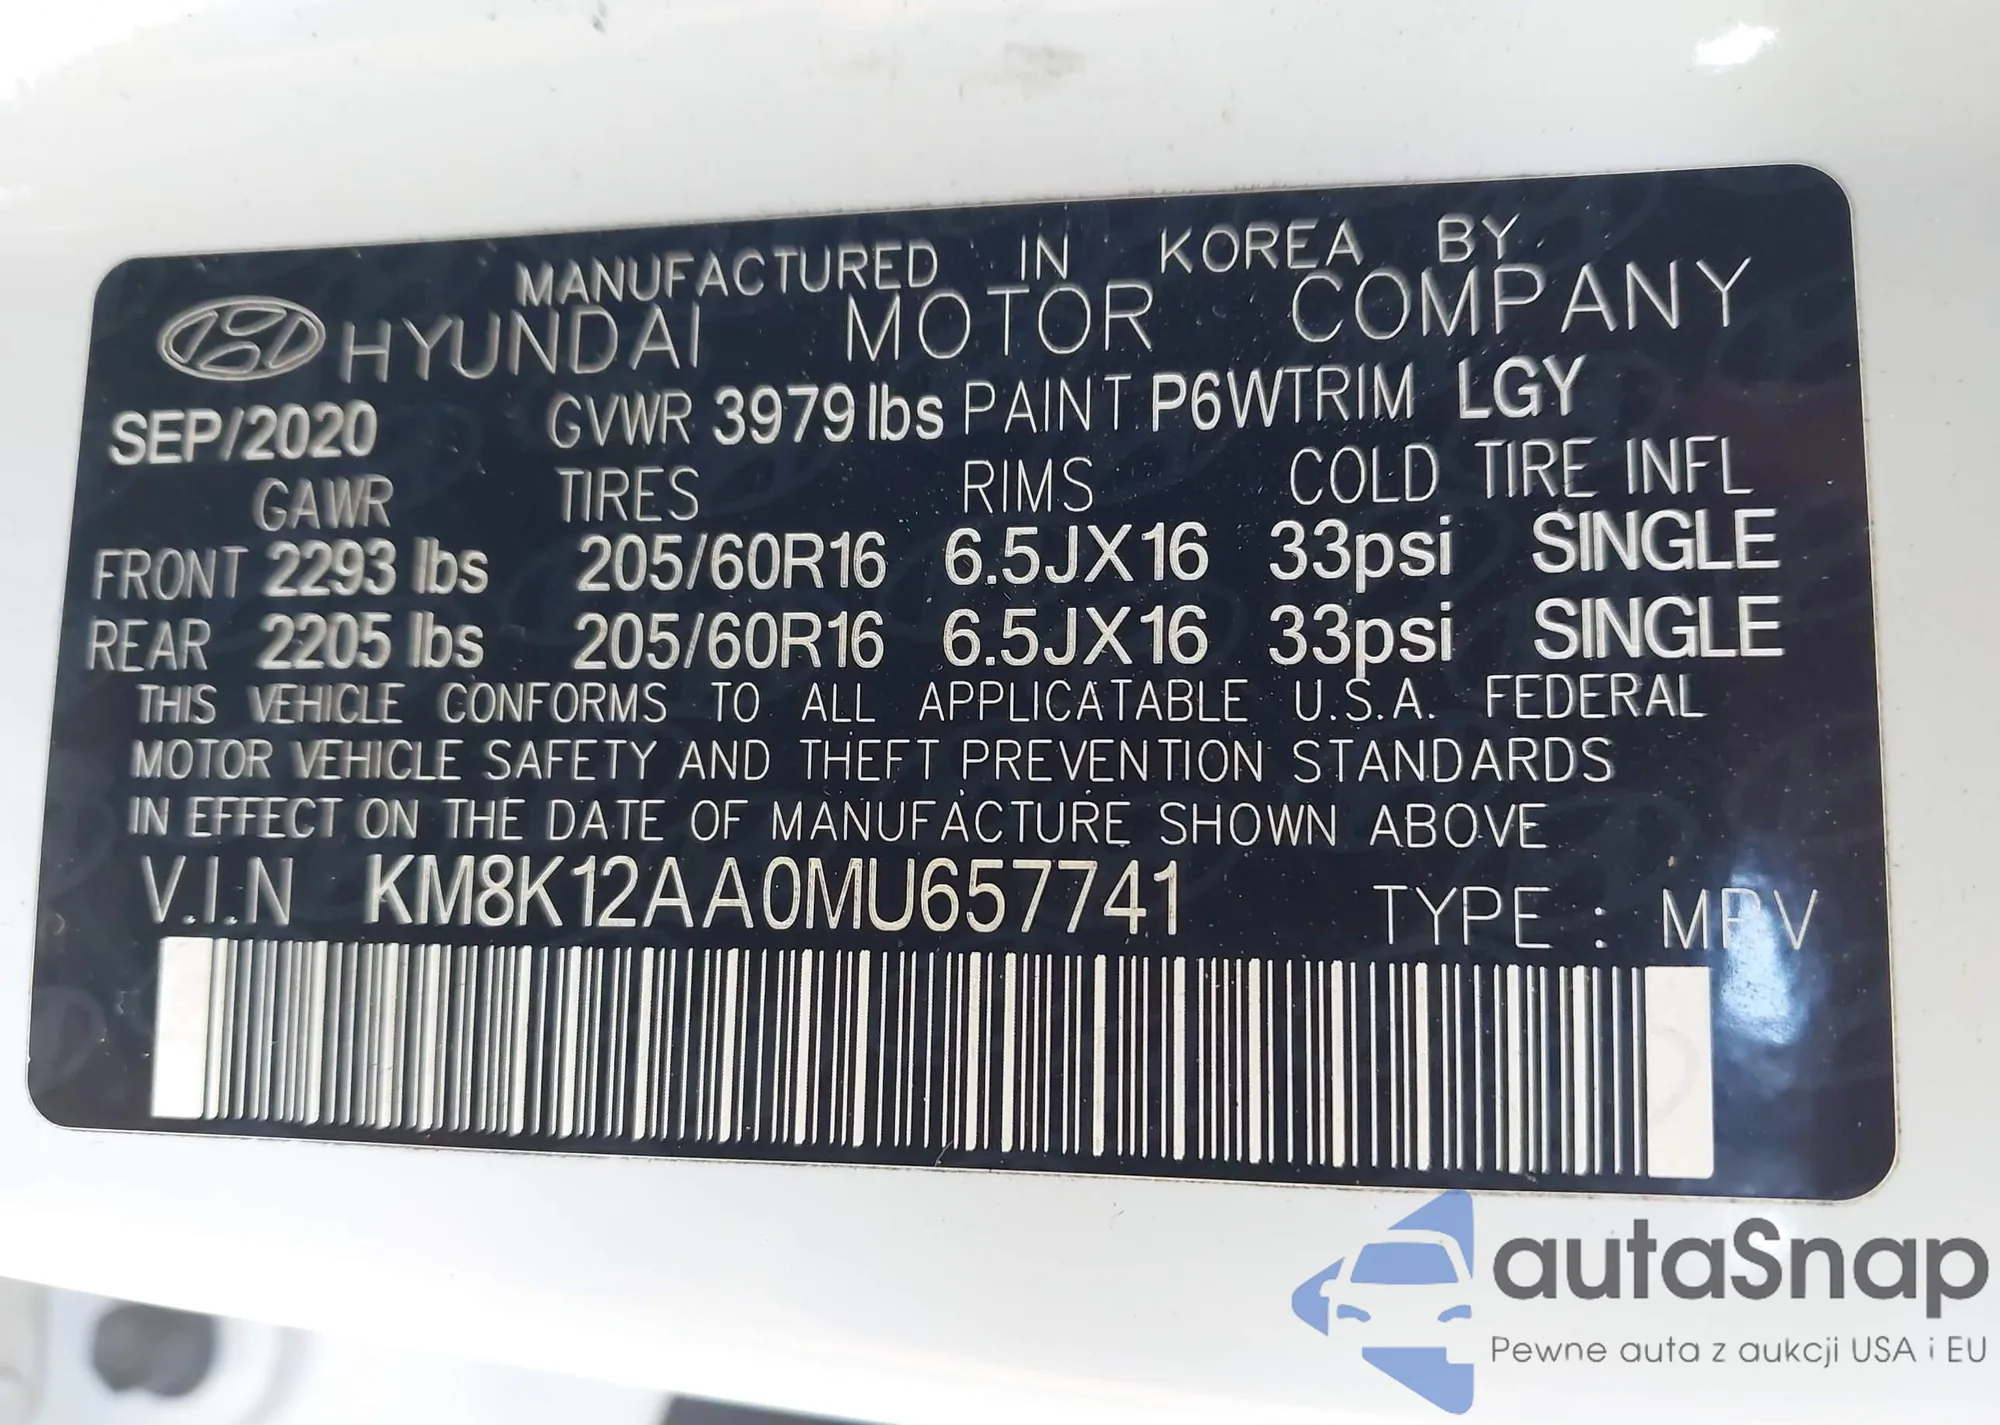 MANUFACTURED IN KOREA BY
HYUNDAI MOTOR COMPANY
SEP/2020 GVWR 3979lbs PAINT P6W TRIM LGY
GAWR TIRES RIMS COLD TIRE INFL
FRONT 2293 lbs 205/60R16 6.5JX16 33psi SINGLE
REAR 2205 lbs 205/60R16 6.5JX16 33psi SINGLE
THIS VEHICLE CONFORMS TO ALL APPLICATABLE U.S.A. FEDERAL
MOTOR VEHICLE SAFETY AND THEFT PREVENTION STANDARDS
IN EFFECT ON THE DATE OF MANUFACTURE SHOWN ABOVE
V.I.N KM8K12AA0MU657741
TYPE : MPV
autaSnap
Pewne auta z aukcji USA i EU